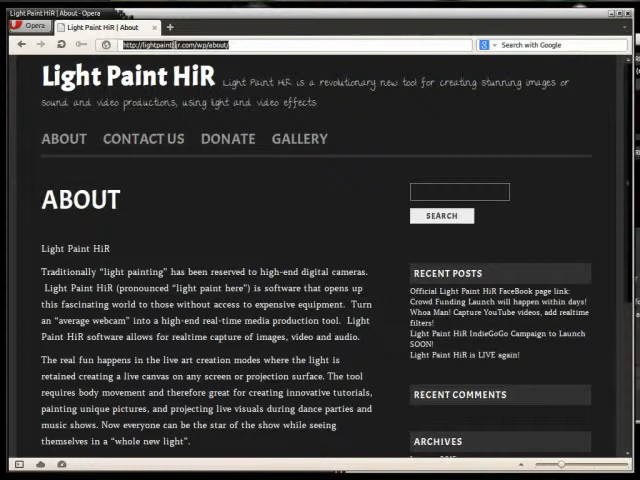 Light Paint HiR | About - Opera
Opera
Light Paint HiR | About
http://lightpainthir.com/wp/about/
Search with Google
Light Paint HiR Light Paint HiR is a revolutionary new tool for creating stunning images or
sound and video productions, using light and video effects
ABOUT CONTACT US DONATE GALLERY
ABOUT
SEARCH
Light Paint HiR
Traditionally “light painting” has been reserved to high-end digital cameras.
Light Paint HiR (pronounced “light paint here”) is software that opens up
this fascinating world to those without access to expensive equipment. Turn
an “average webcam” into a high-end real-time media production tool. Light
Paint HiR software allows for realtime capture of images, video and audio.
The real fun happens in the live art creation modes where the light is
retained creating a live canvas on any screen or projection surface. The tool
requires body movement and therefore great for creating innovative tutorials,
painting unique pictures, and projecting live visuals during dance parties and
music shows. Now everyone can be the star of the show while seeing
themselves in a “whole new light”.
RECENT POSTS
Official Light Paint HiR FaceBook page link:
Crowd Funding Launch will happen within days!
Whoa Man! Capture YouTube videos, add realtime
filters!
Light Paint HiR IndieGoGo Campaign to Launch
SOON!
Light Paint HiR is LIVE again!
RECENT COMMENTS
ARCHIVES